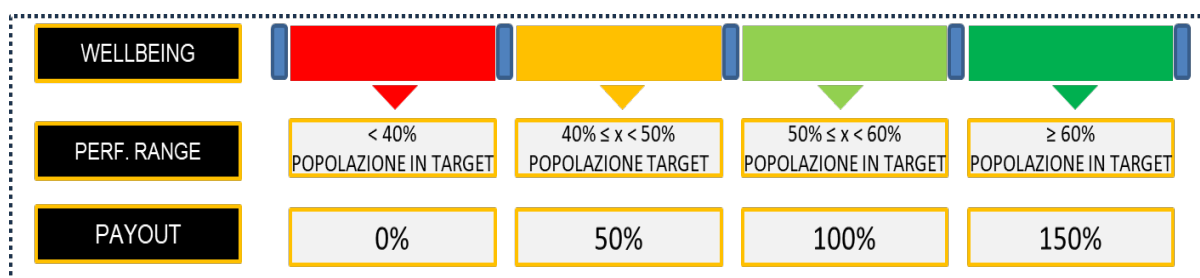 WELLBEING
PERF. RANGE
< 40%
POPOLAZIONE IN TARGET
40% ≤ x < 50%
POPOLAZIONE TARGET
50% ≤ x < 60%
POPOLAZIONE IN TARGET
≥ 60%
POPOLAZIONE IN TARGET
PAYOUT
0%
50%
100%
150%